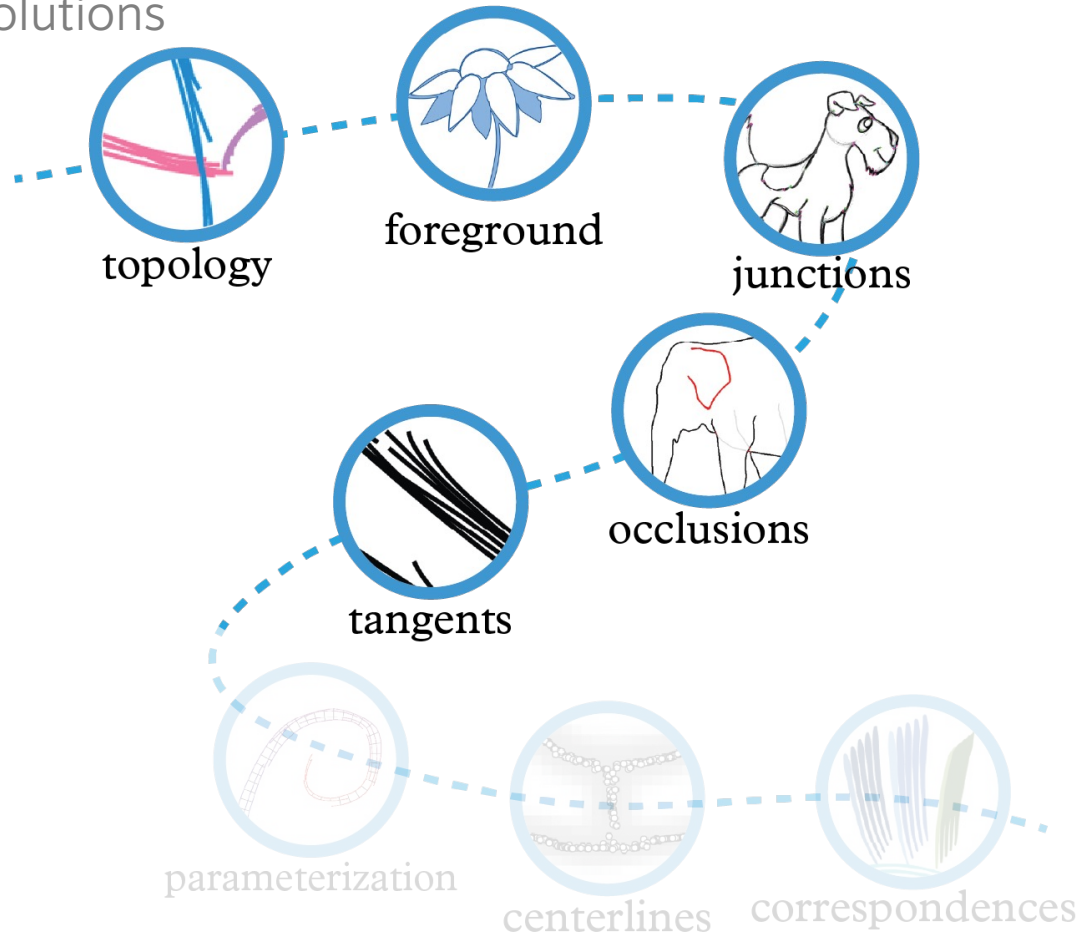 olutions
topology
foreground
junctions
occlusions
tangents
parameterization
centerlines
correspondences